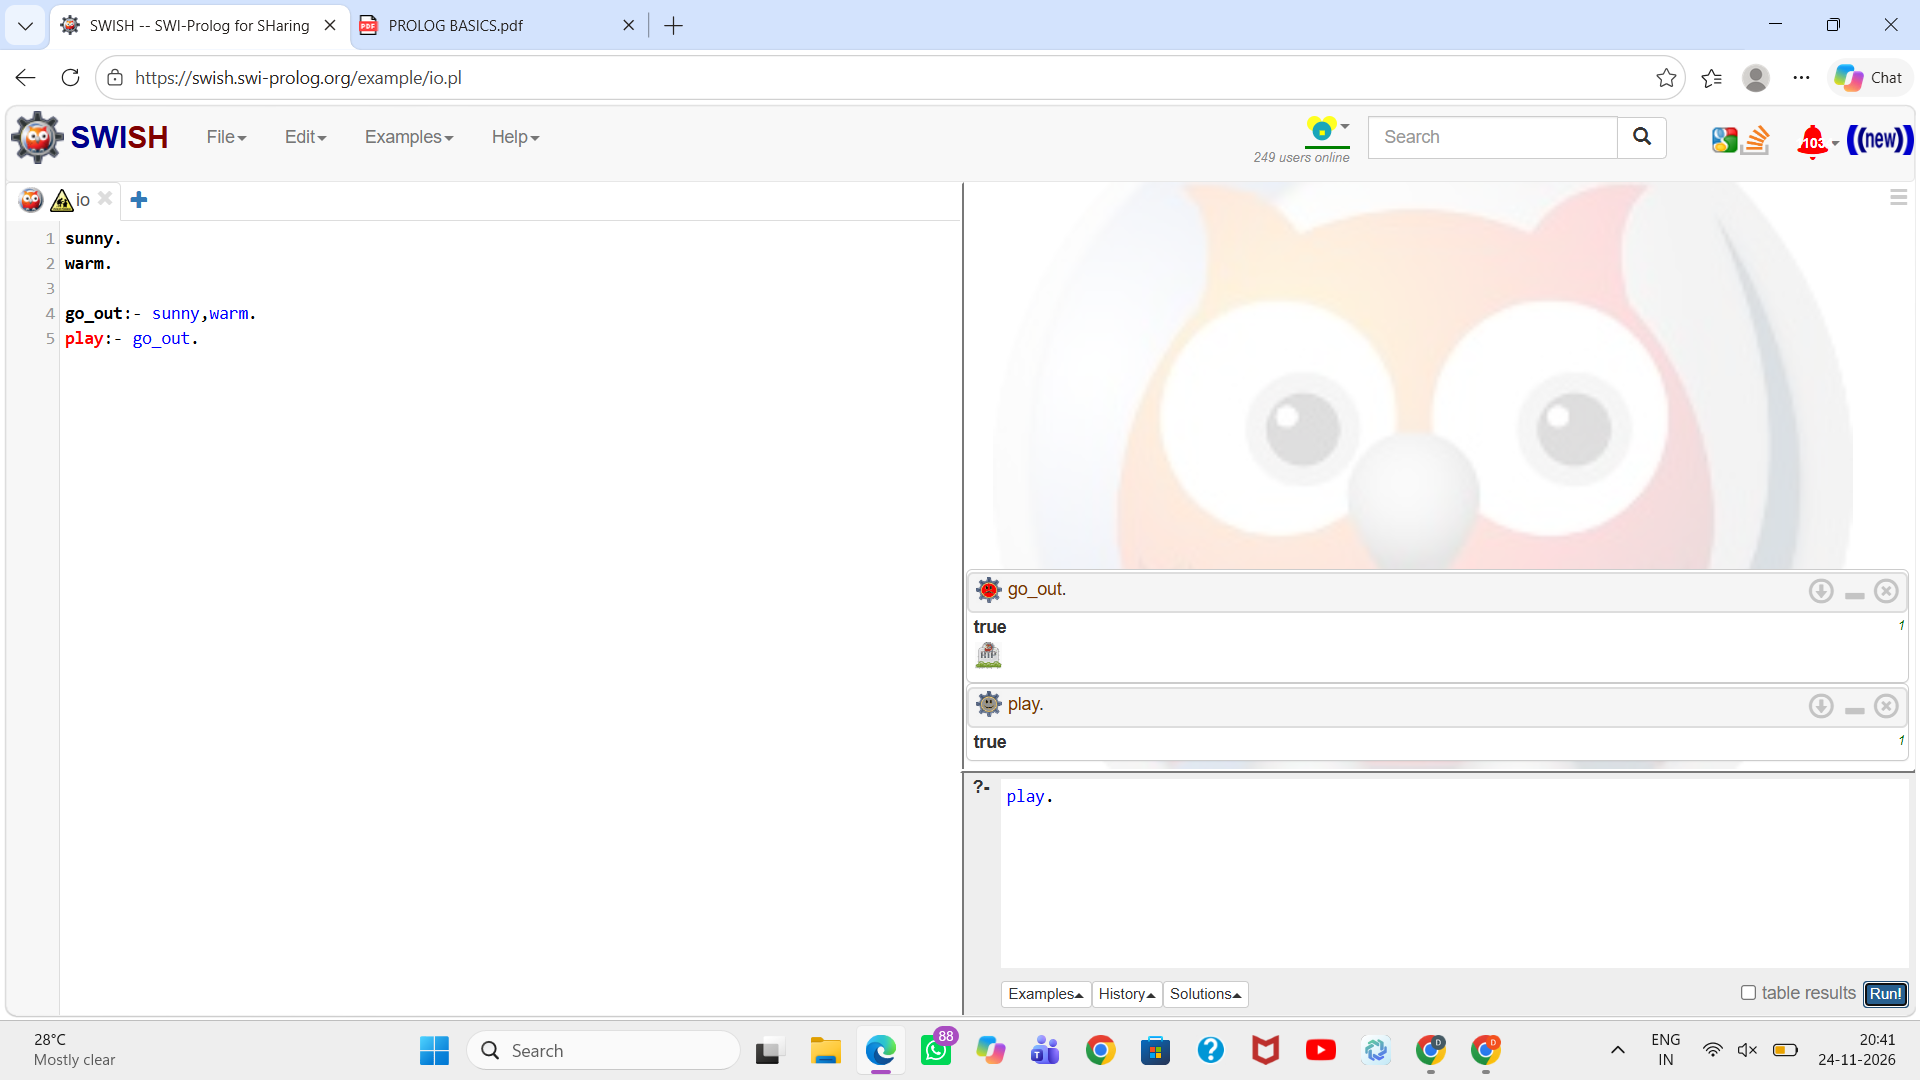 SWISH -- SWI-Prolog for SHaring
PROLOG BASICS.pdf
https://swish.swi-prolog.org/example/io.pl
Chat
SWISH
File
Edit
Examples
Help
249 users online
Search
103
((new))
io
1 sunny.
2 warm.
3
4 go_out:- sunny,warm.
5 play:- go_out.
go_out.
true
1
RIP
play.
true
1
?- play.
Examples
History
Solutions
table results
Run!
28°C
Mostly clear
Search
88
ENG
IN
20:41
24-11-2026